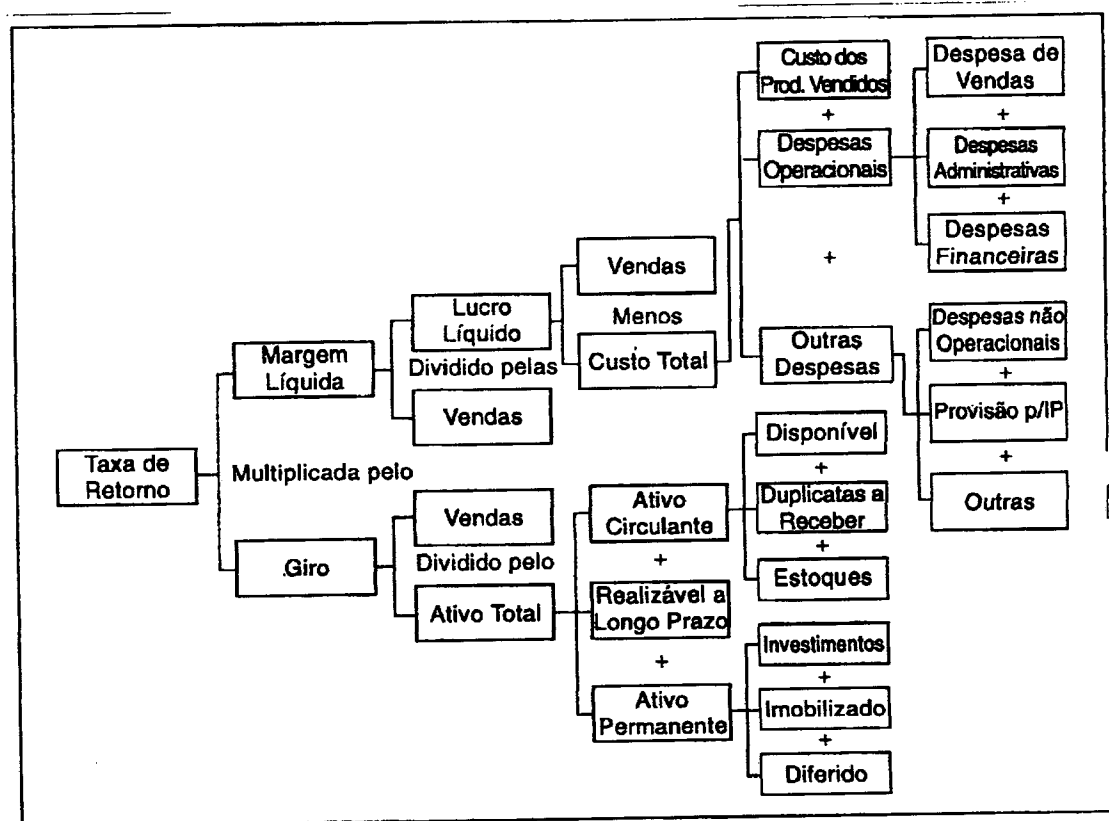 Custo dos
Prod. Vendidos
+
Despesas
Operacionais
+
Outras
Despesas
Despesa de
Vendas
+
Despesas
Administrativas
+
Despesas
Financeiras
Despesas não
Operacionais
+
Provisão p/IP
+
Outras
Vendas
Menos
Custo Total
Lucro
Líquido
Dividido pelas
Vendas
Margem
Líquida
Taxa de
Retorno
Multiplicada pelo
.Giro
Vendas
Dividido pelo
Ativo Total
Ativo
Circulante
+
Realizável a
Longo Prazo
+
Ativo
Permanente
Disponível
+
Duplicatas a
Receber
+
Estoques
Investimentos
+
Imobilizado
+
Diferido